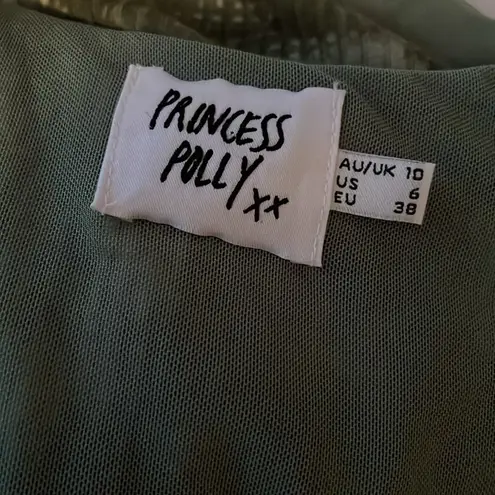 PRINCESS
POLLY
xx
AU/UK 10
US 6
EU 38